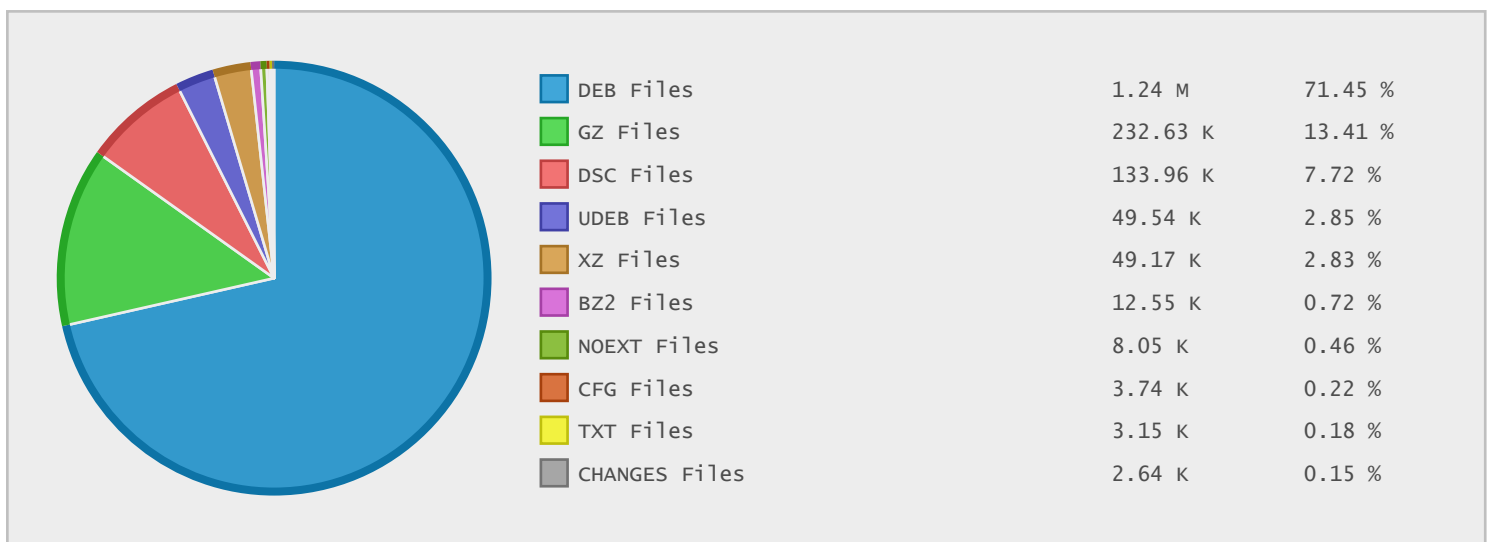 DEB Files 1.24 M 71.45 %
GZ Files 232.63 K 13.41 %
DSC Files 133.96 K 7.72 %
UDEB Files 49.54 K 2.85 %
XZ Files 49.17 K 2.83 %
BZ2 Files 12.55 K 0.72 %
NOEXT Files 8.05 K 0.46 %
CFG Files 3.74 K 0.22 %
TXT Files 3.15 K 0.18 %
CHANGES Files 2.64 K 0.15 %